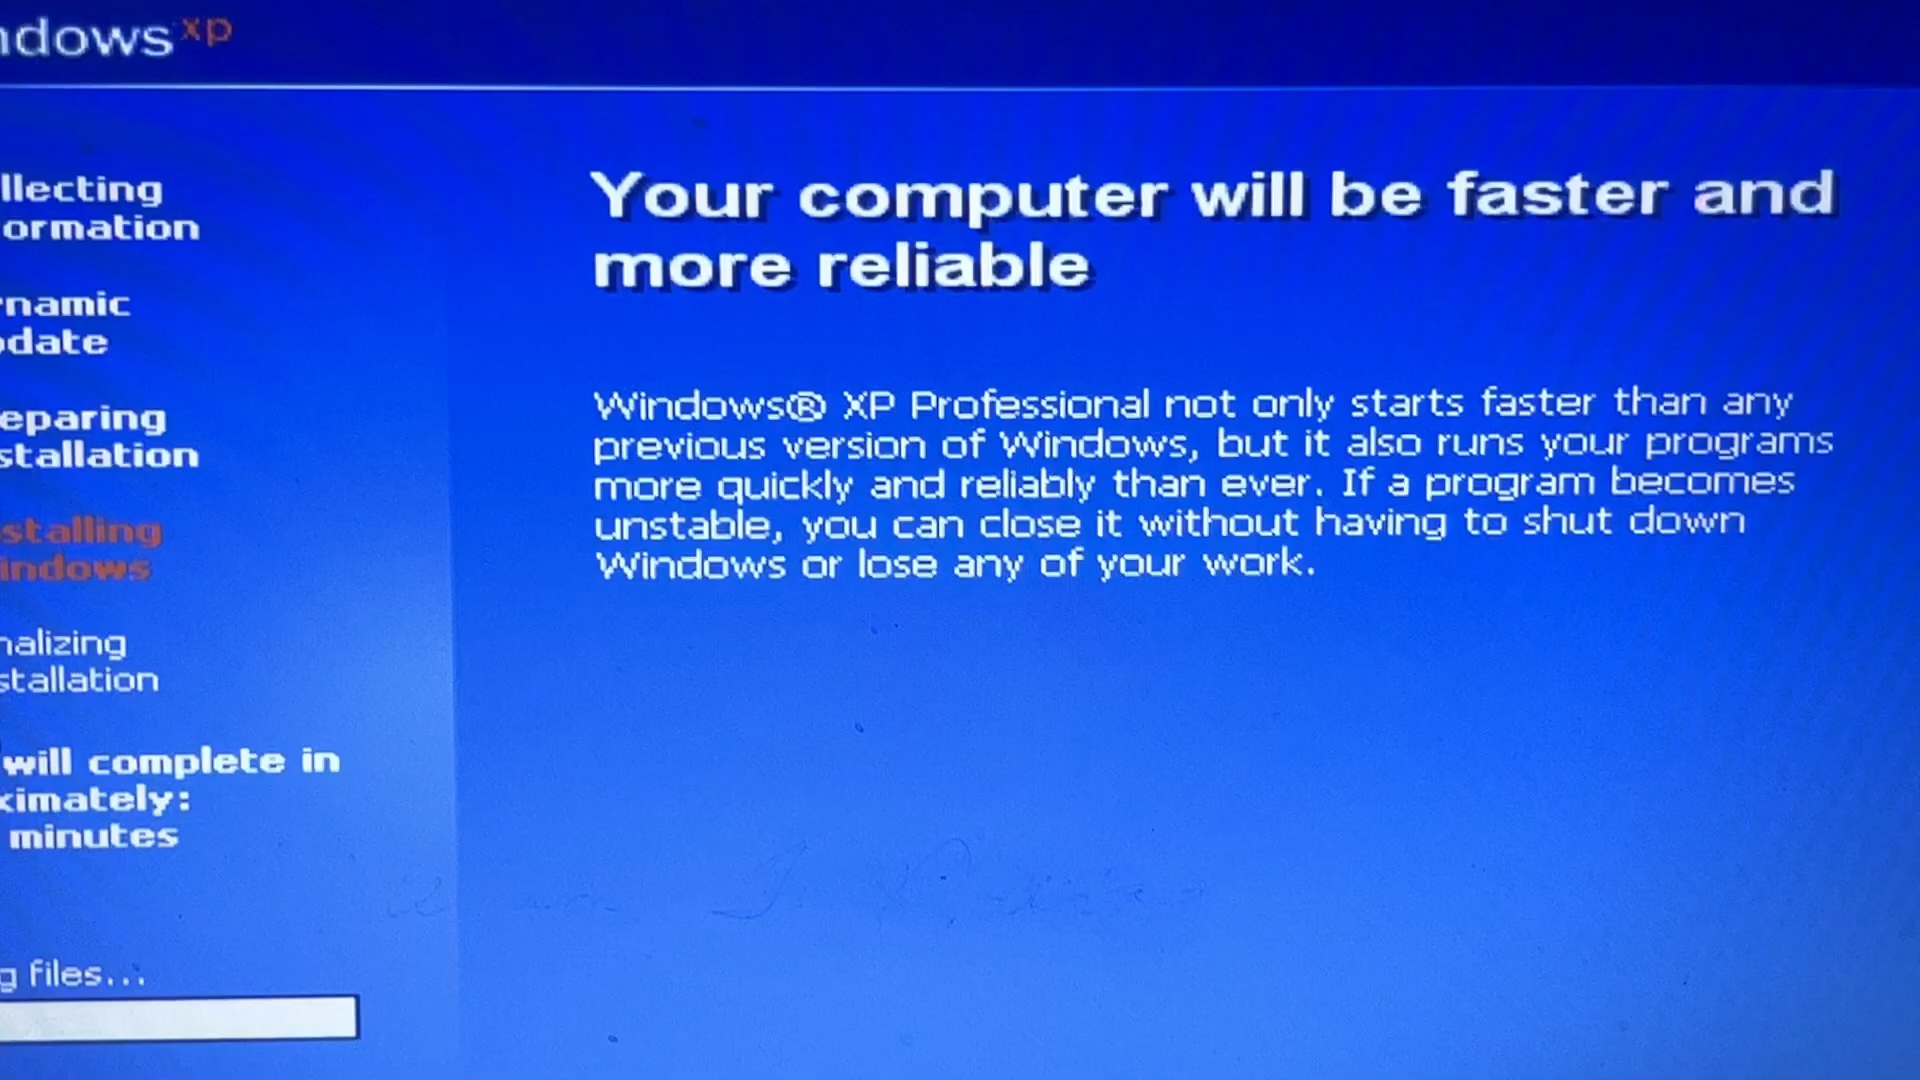 ndows xp
llecting
ormation
namic
date
eparing
stallation
stalling
indows
nalizing
stallation
will complete in
ximately:
minutes
g files...
Your computer will be faster and
more reliable
Windows® XP Professional not only starts faster than any
previous version of Windows, but it also runs your programs
more quickly and reliably than ever. If a program becomes
unstable, you can close it without having to shut down
Windows or lose any of your work.